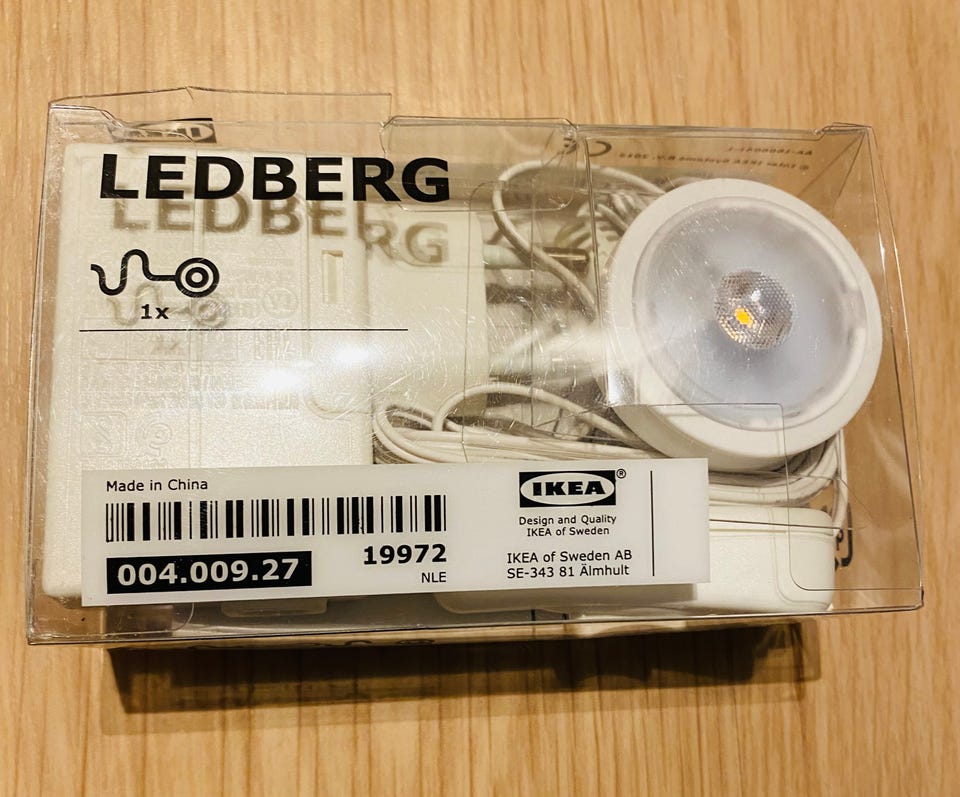 LEDBERG
1x
Made in China
004.009.27
19972
NLE
IKEA®
Design and Quality
IKEA of Sweden
IKEA of Sweden AB
SE-343 81 Älmhult